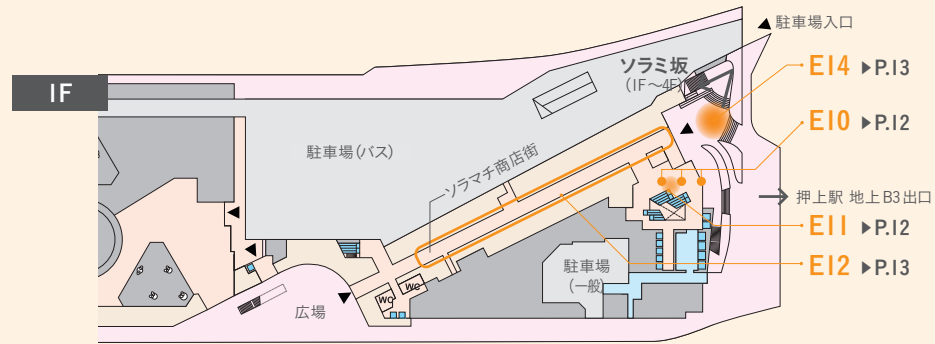 1F
駐車場入口
ソラミ坂
(1F〜4F)
E14 ▶P.13
E10 ▶P.12
駐車場(バス)
ソラマチ商店街
押上駅 地上B3出口
E11 ▶P.12
E12 ▶P.13
駐車場
(一般)
WC
WC
広場